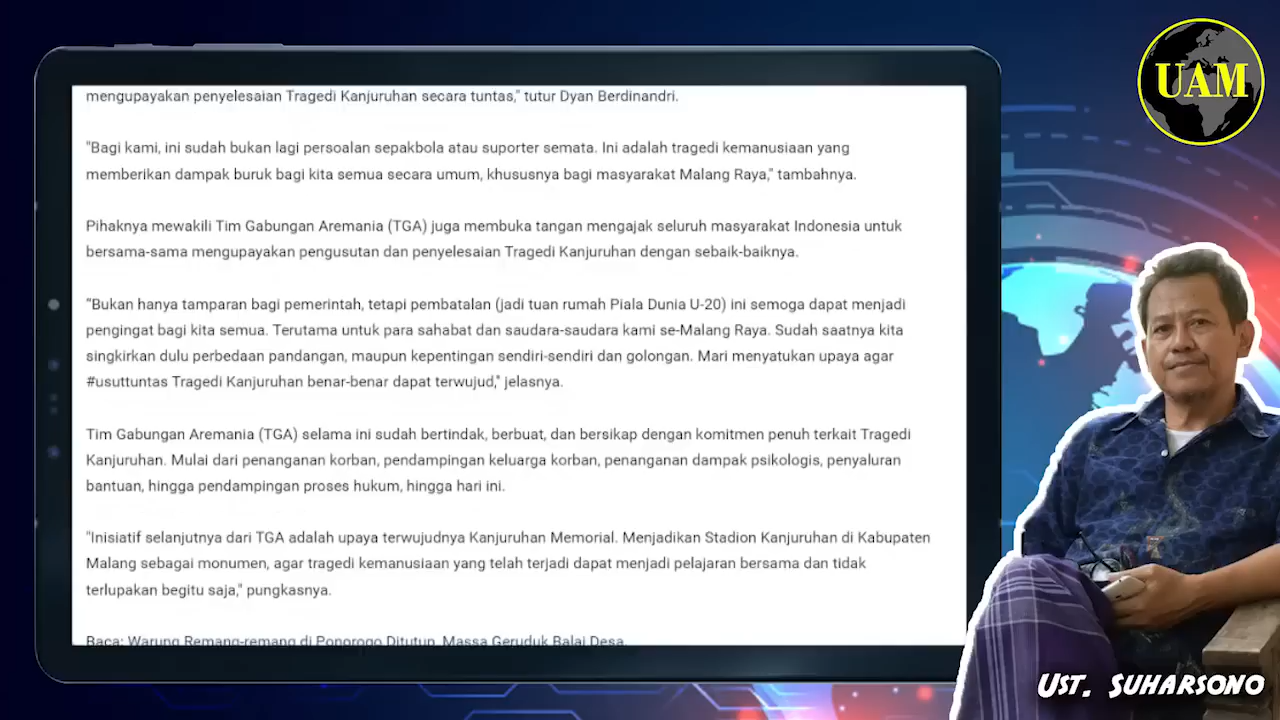 mengupayakan penyelesaian Tragedi Kanjuruhan secara tuntas," tutur Dyan Berdinandri.
"Bagi kami, ini sudah bukan lagi persoalan sepakbola atau suporter semata. Ini adalah tragedi kemanusiaan yang
memberikan dampak buruk bagi kita semua secara umum, khususnya bagi masyarakat Malang Raya," tambahnya.
Pihaknya mewakili Tim Gabungan Aremania (TGA) juga membuka tangan mengajak seluruh masyarakat Indonesia untuk
bersama-sama mengupayakan pengusutan dan penyelesaian Tragedi Kanjuruhan dengan sebaik-baiknya.
"Bukan hanya tamparan bagi pemerintah, tetapi pembatalan (jadi tuan rumah Piala Dunia U-20) ini semoga dapat menjadi
pengingat bagi kita semua. Terutama untuk para sahabat dan saudara-saudara kami se-Malang Raya. Sudah saatnya kita
singkirkan dulu perbedaan pandangan, maupun kepentingan sendiri-sendiri dan golongan. Mari menyatukan upaya agar
#usuttuntas Tragedi Kanjuruhan benar-benar dapat terwujud," jelasnya.
Tim Gabungan Aremania (TGA) selama ini sudah bertindak, berbuat, dan bersikap dengan komitmen penuh terkait Tragedi
Kanjuruhan. Mulai dari penanganan korban, pendampingan keluarga korban, penanganan dampak psikologis, penyaluran
bantuan, hingga pendampingan proses hukum, hingga hari ini.
"Inisiatif selanjutnya dari TGA adalah upaya terwujudnya Kanjuruhan Memorial. Menjadikan Stadion Kanjuruhan di Kabupaten
Malang sebagai monumen, agar tragedi kemanusiaan yang telah terjadi dapat menjadi pelajaran bersama dan tidak
terlupakan begitu saja," pungkasnya.
Baca: Warung Remang-remang di Ponorogo Ditutup, Massa Geruduk Balai Desa.
UAM
Ust. Suharsono